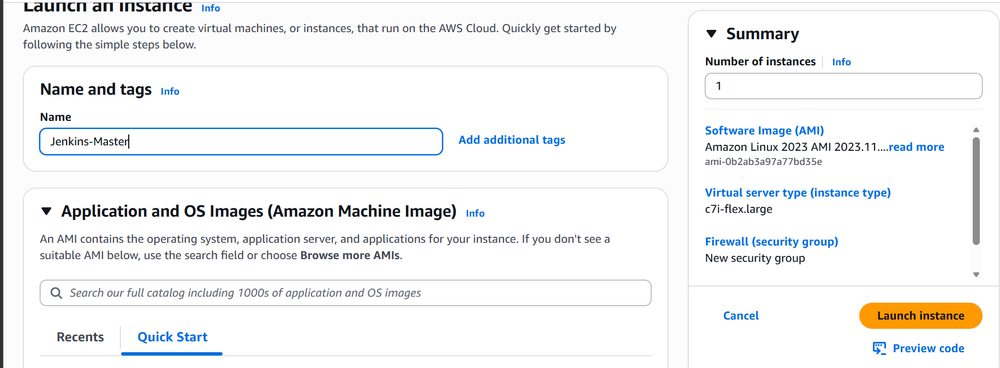 Launch an instance Info
Amazon EC2 allows you to create virtual machines, or instances, that run on the AWS Cloud. Quickly get started by
following the simple steps below.
Name and tags Info
Name
Jenkins-Master
Add additional tags
Application and OS Images (Amazon Machine Image) Info
An AMI contains the operating system, application server, and applications for your instance. If you don't see a
suitable AMI below, use the search field or choose Browse more AMIs.
Search our full catalog including 1000s of application and OS images
Recents
Quick Start
Summary
Number of instances Info
1
Software Image (AMI)
Amazon Linux 2023 AMI 2023.11....read more
ami-0b2ab3a97a77bd35e
Virtual server type (instance type)
c7i-flex.large
Firewall (security group)
New security group
Cancel
Launch instance
Preview code